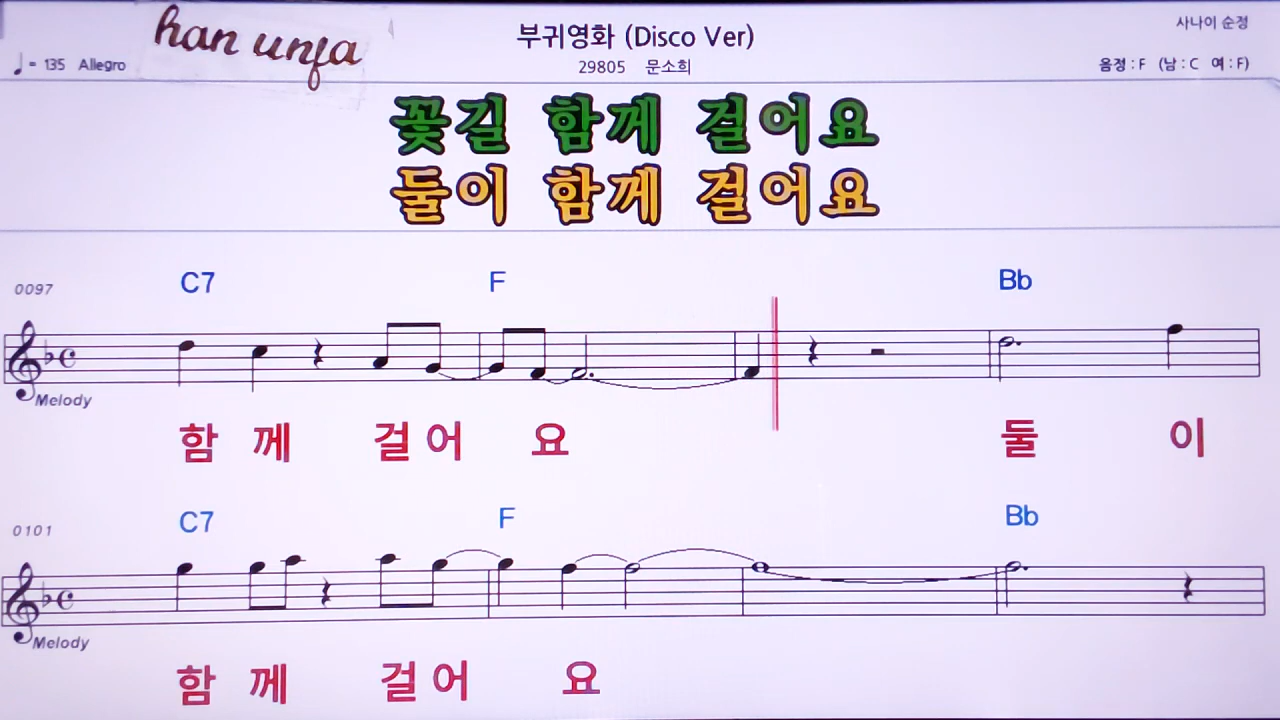 han unfa
부귀영화 (Disco Ver)
사나이 순정
♩= 135 Allegro
29805 문소희
음정 : F (남 : C 여 : F)
꽃길 함께 걸어요
둘이 함께 걸어요
0097 C7 F Bb
Melody
함 께 걸 어 요 둘 이
0101 C7 F Bb
Melody
함 께 걸 어 요